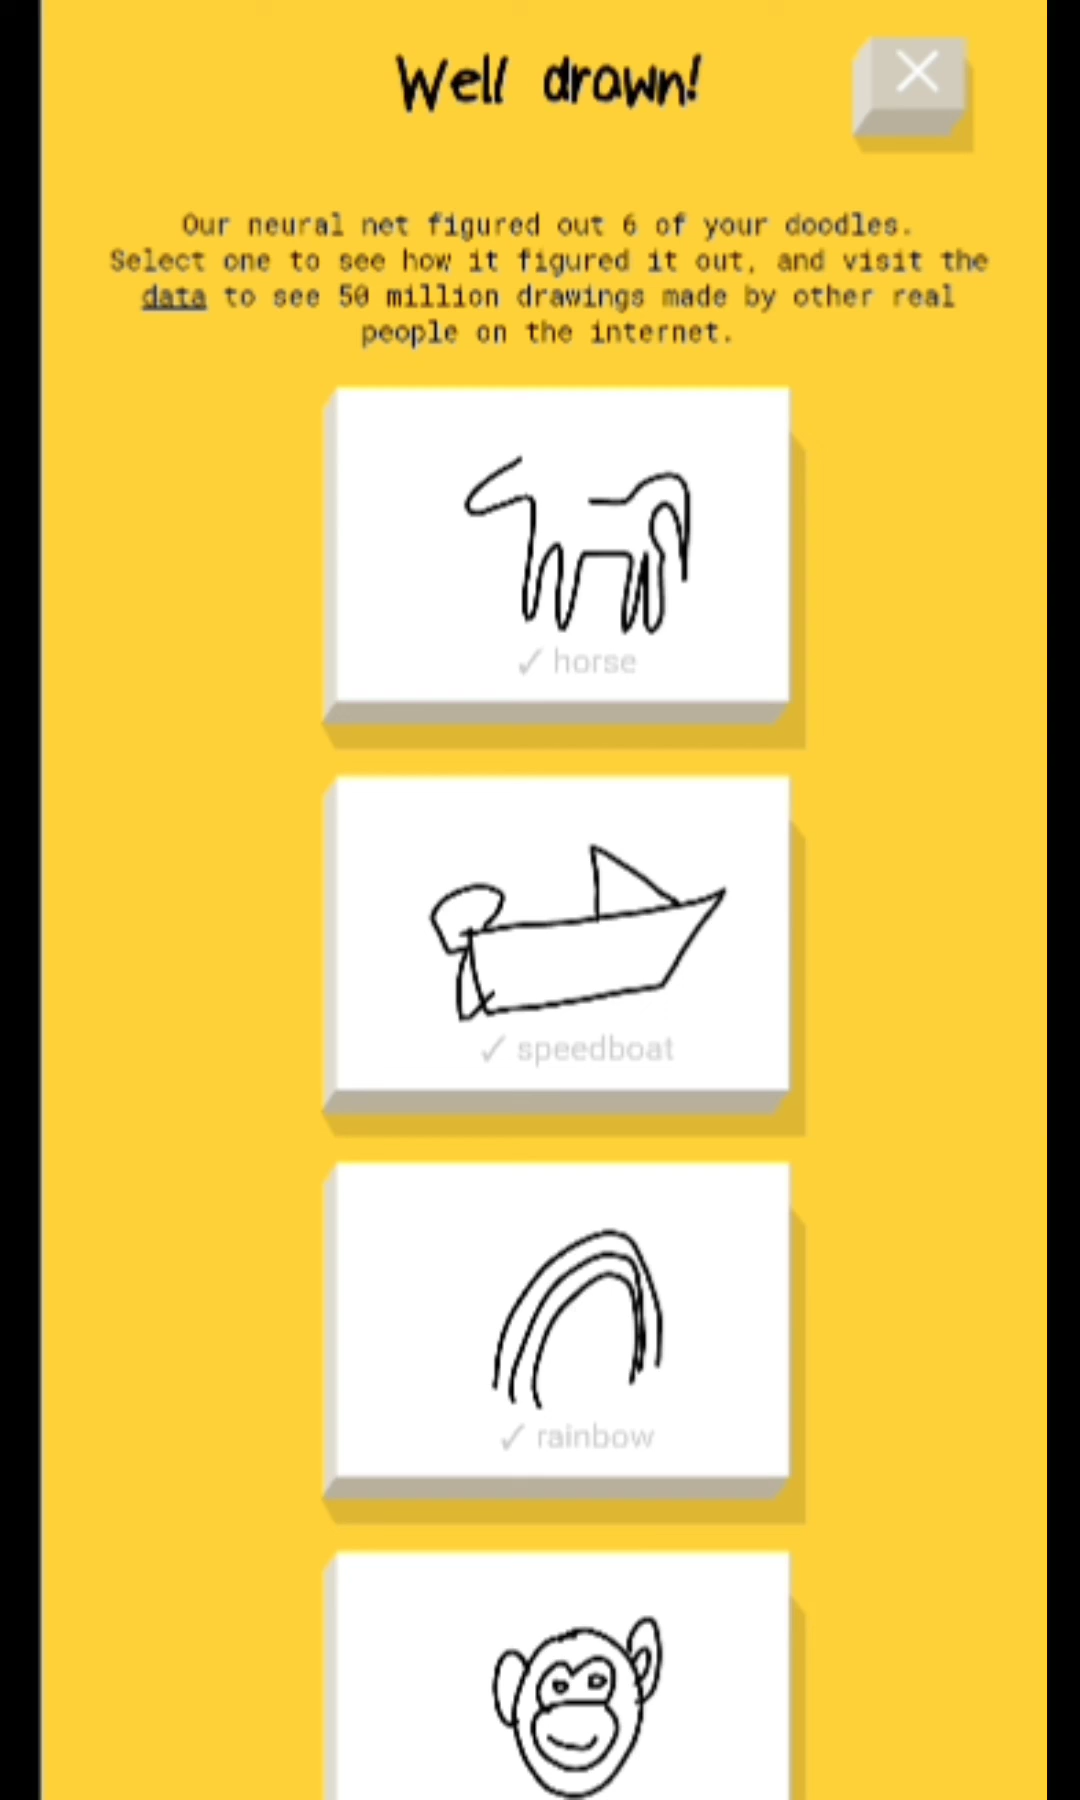 Well drawn!
Our neural net figured out 6 of your doodles.
Select one to see how it figured it out, and visit the
data to see 50 million drawings made by other real
people on the internet.
✓ horse
✓ speedboat
✓ rainbow